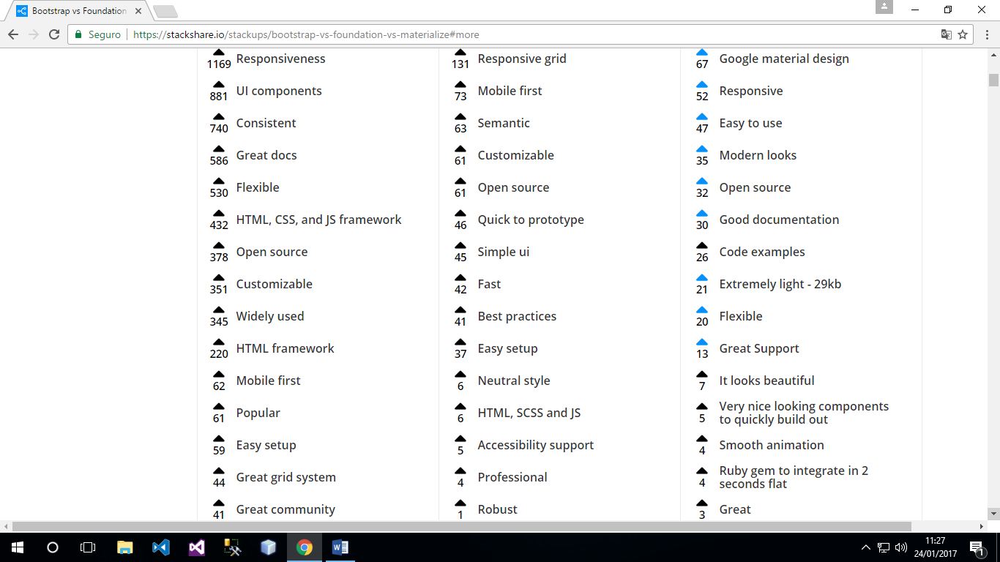 Bootstrap vs Foundation
Seguro
https://stackshare.io/stackups/bootstrap-vs-foundation-vs-materialize#more
1169 Responsiveness
881 UI components
740 Consistent
586 Great docs
530 Flexible
432 HTML, CSS, and JS framework
378 Open source
351 Customizable
345 Widely used
220 HTML framework
62 Mobile first
61 Popular
59 Easy setup
44 Great grid system
41 Great community
131 Responsive grid
73 Mobile first
63 Semantic
61 Customizable
61 Open source
46 Quick to prototype
45 Simple ui
42 Fast
41 Best practices
37 Easy setup
6 Neutral style
6 HTML, SCSS and JS
5 Accessibility support
4 Professional
1 Robust
67 Google material design
52 Responsive
47 Easy to use
35 Modern looks
32 Open source
30 Good documentation
26 Code examples
21 Extremely light - 29kb
20 Flexible
13 Great Support
7 It looks beautiful
5 Very nice looking components
to quickly build out
4 Smooth animation
4 Ruby gem to integrate in 2
seconds flat
3 Great
11:27
24/01/2017
1